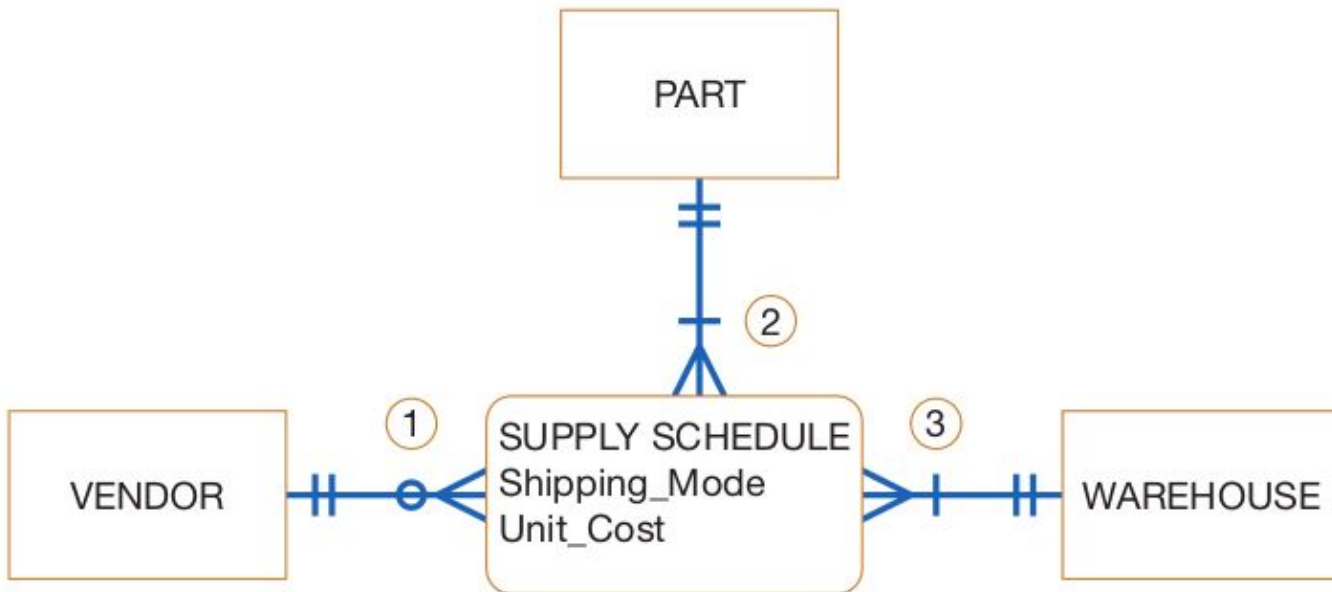 PART
2
1
3
VENDOR
SUPPLY SCHEDULE
Shipping_Mode
Unit_Cost
WAREHOUSE